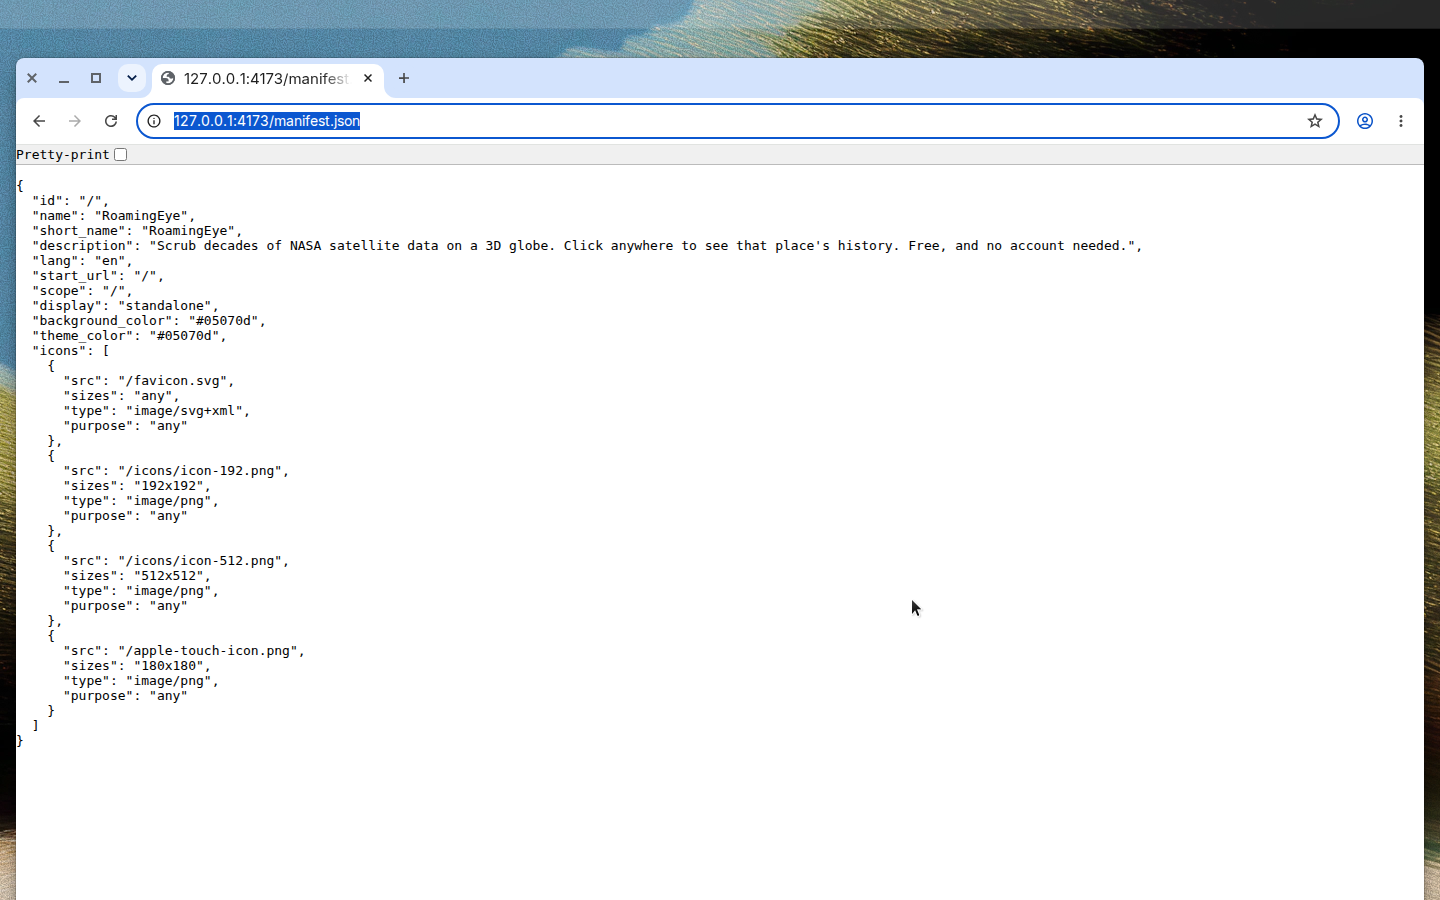 127.0.0.1:4173/manifest
127.0.0.1:4173/manifest.json
Pretty-print
{
  "id": "/",
  "name": "RoamingEye",
  "short_name": "RoamingEye",
  "description": "Scrub decades of NASA satellite data on a 3D globe. Click anywhere to see that place's history. Free, and no account needed.",
  "lang": "en",
  "start_url": "/",
  "scope": "/",
  "display": "standalone",
  "background_color": "#05070d",
  "theme_color": "#05070d",
  "icons": [
    {
      "src": "/favicon.svg",
      "sizes": "any",
      "type": "image/svg+xml",
      "purpose": "any"
    },
    {
      "src": "/icons/icon-192.png",
      "sizes": "192x192",
      "type": "image/png",
      "purpose": "any"
    },
    {
      "src": "/icons/icon-512.png",
      "sizes": "512x512",
      "type": "image/png",
      "purpose": "any"
    },
    {
      "src": "/apple-touch-icon.png",
      "sizes": "180x180",
      "type": "image/png",
      "purpose": "any"
    }
  ]
}